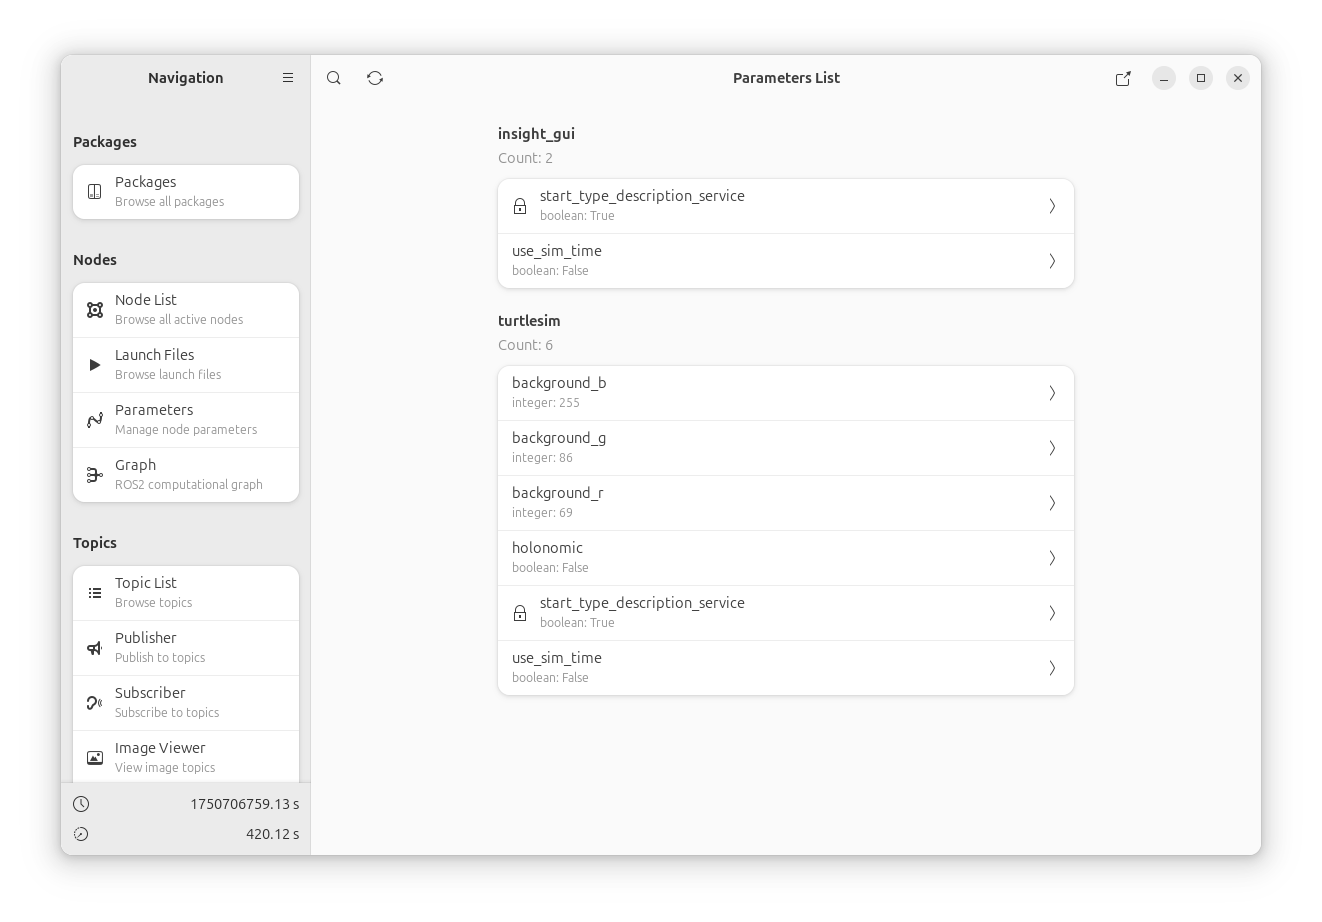 Navigation
Packages
Packages
Browse all packages
Nodes
Node List
Browse all active nodes
Launch Files
Browse launch files
Parameters
Manage node parameters
Graph
ROS2 computational graph
Topics
Topic List
Browse topics
Publisher
Publish to topics
Subscriber
Subscribe to topics
Image Viewer
View image topics
1750706759.13 s
420.12 s
Parameters List
insight_gui
Count: 2
start_type_description_service
boolean: True
use_sim_time
boolean: False
turtlesim
Count: 6
background_b
integer: 255
background_g
integer: 86
background_r
integer: 69
holonomic
boolean: False
start_type_description_service
boolean: True
use_sim_time
boolean: False